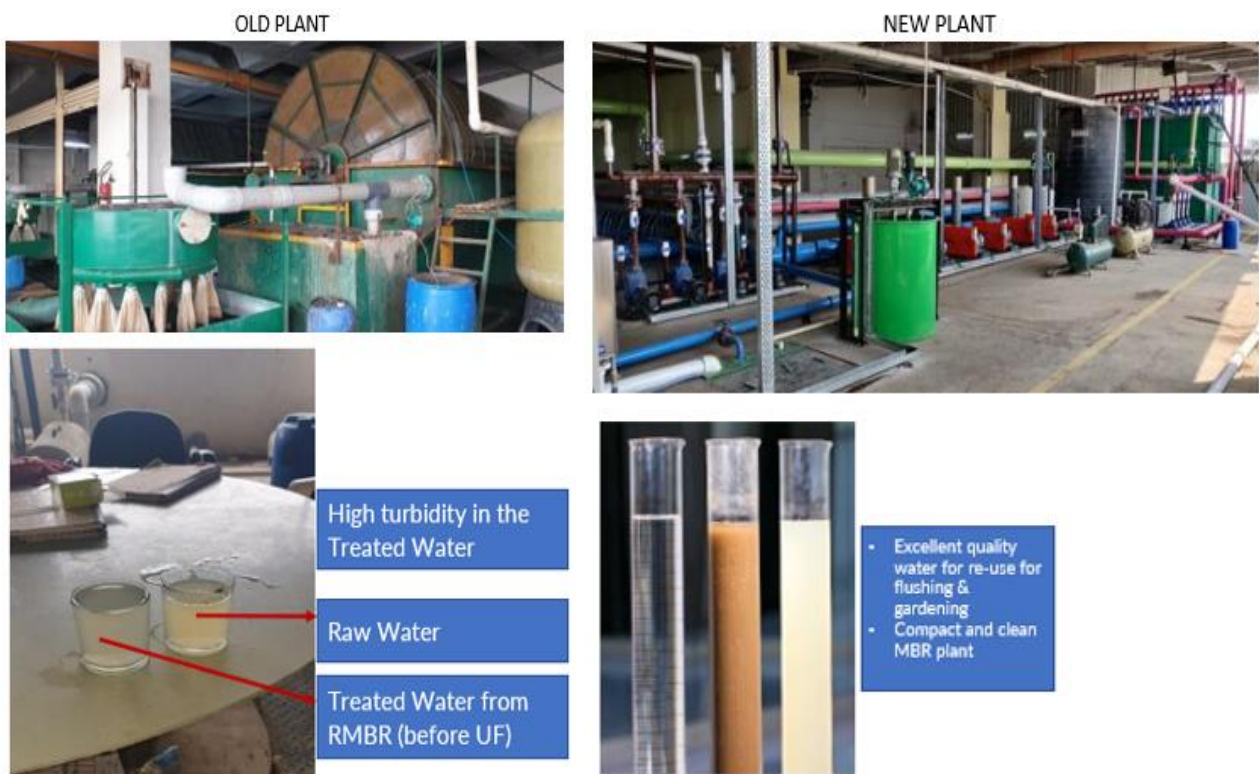 OLD PLANT
NEW PLANT
High turbidity in the
Treated Water
Raw Water
Treated Water from
RMBR (before UF)
• Excellent quality
water for re-use for
flushing &
gardening
• Compact and clean
MBR plant